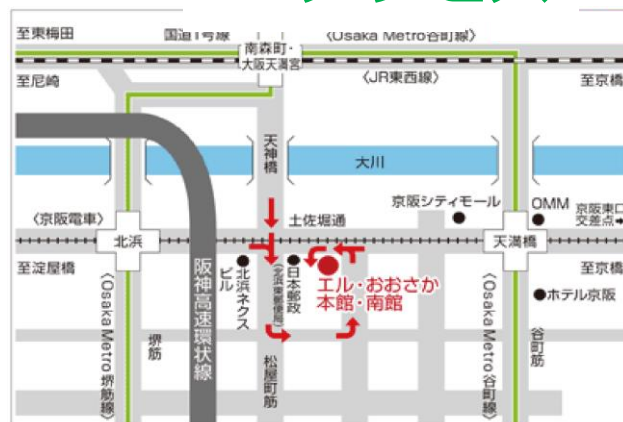 至東梅田
国道1号線
〈Osaka Metro谷町線〉
南森町・
大阪天満宮
至尼崎
〈JR東西線〉
至京橋
天神橋
大川
京阪シティモール
OMM
京阪東口
交差点➡
〈京阪電車〉
土佐堀通
北浜
天満橋
至淀屋橋
至京橋
北浜ネクス
ビル
日本郵政
(北浜東郵便局)
エル・おおさか
本館・南館
ホテル京阪
阪神高速環状線
〈Osaka Metro堺筋線〉
堺筋
松屋町筋
〈Osaka Metro谷町線〉
谷町筋